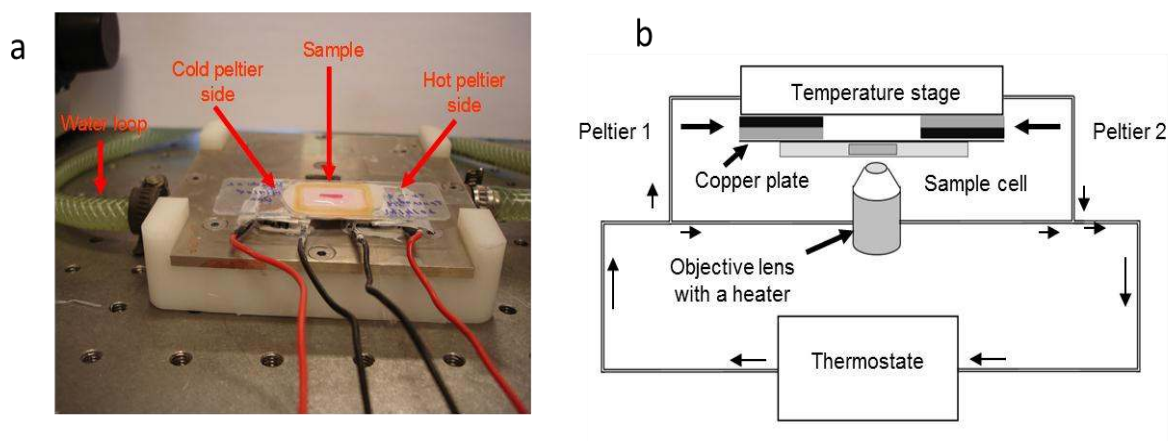 a
Sample
Cold peltier
side
Hot peltier
side
Water loop
b
Temperature stage
Peltier 1
Peltier 2
Copper plate
Sample cell
Objective lens
with a heater
Thermostate